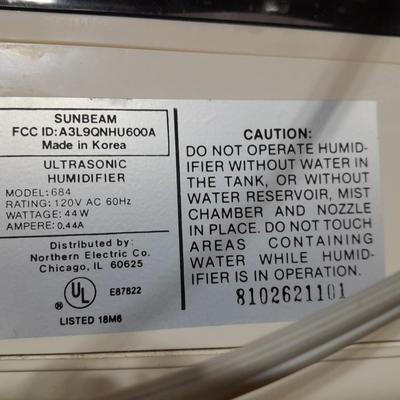 SUNBEAM
FCC ID: A3L9QNHU600A
Made in Korea
ULTRASONIC
HUMIDIFIER
MODEL: 684
RATING: 120V AC 60Hz
WATTAGE: 44W
AMPERE: 0.44A
Distributed by:
Northern Electric Co.
Chicago, IL 60625
UL
E87822
LISTED 18M6
CAUTION:
DO NOT OPERATE HUMID-
IFIER WITHOUT WATER IN
THE TANK, OR WITHOUT
WATER RESERVOIR, MIST
CHAMBER AND NOZZLE
IN PLACE. DO NOT TOUCH
AREAS CONTAINING
WATER WHILE HUMID-
IFIER IS IN OPERATION.
8102621101